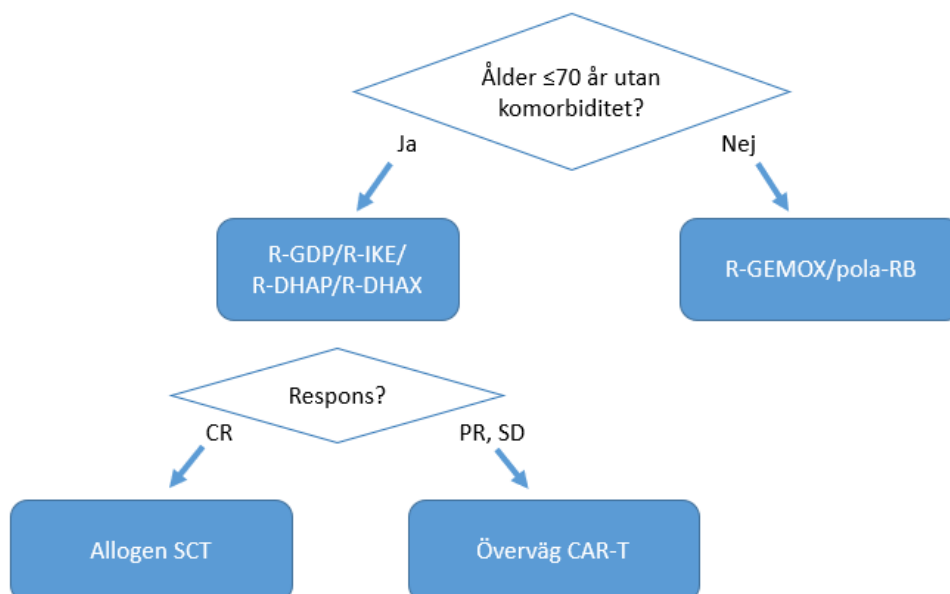 Ålder ≤70 år utan
komorbiditet?
Ja
Nej
R-GDP/R-IKE/
R-DHAP/R-DHAX
R-GEMOX/pola-RB
Respons?
CR
PR, SD
Allogen SCT
Överväg CAR-T